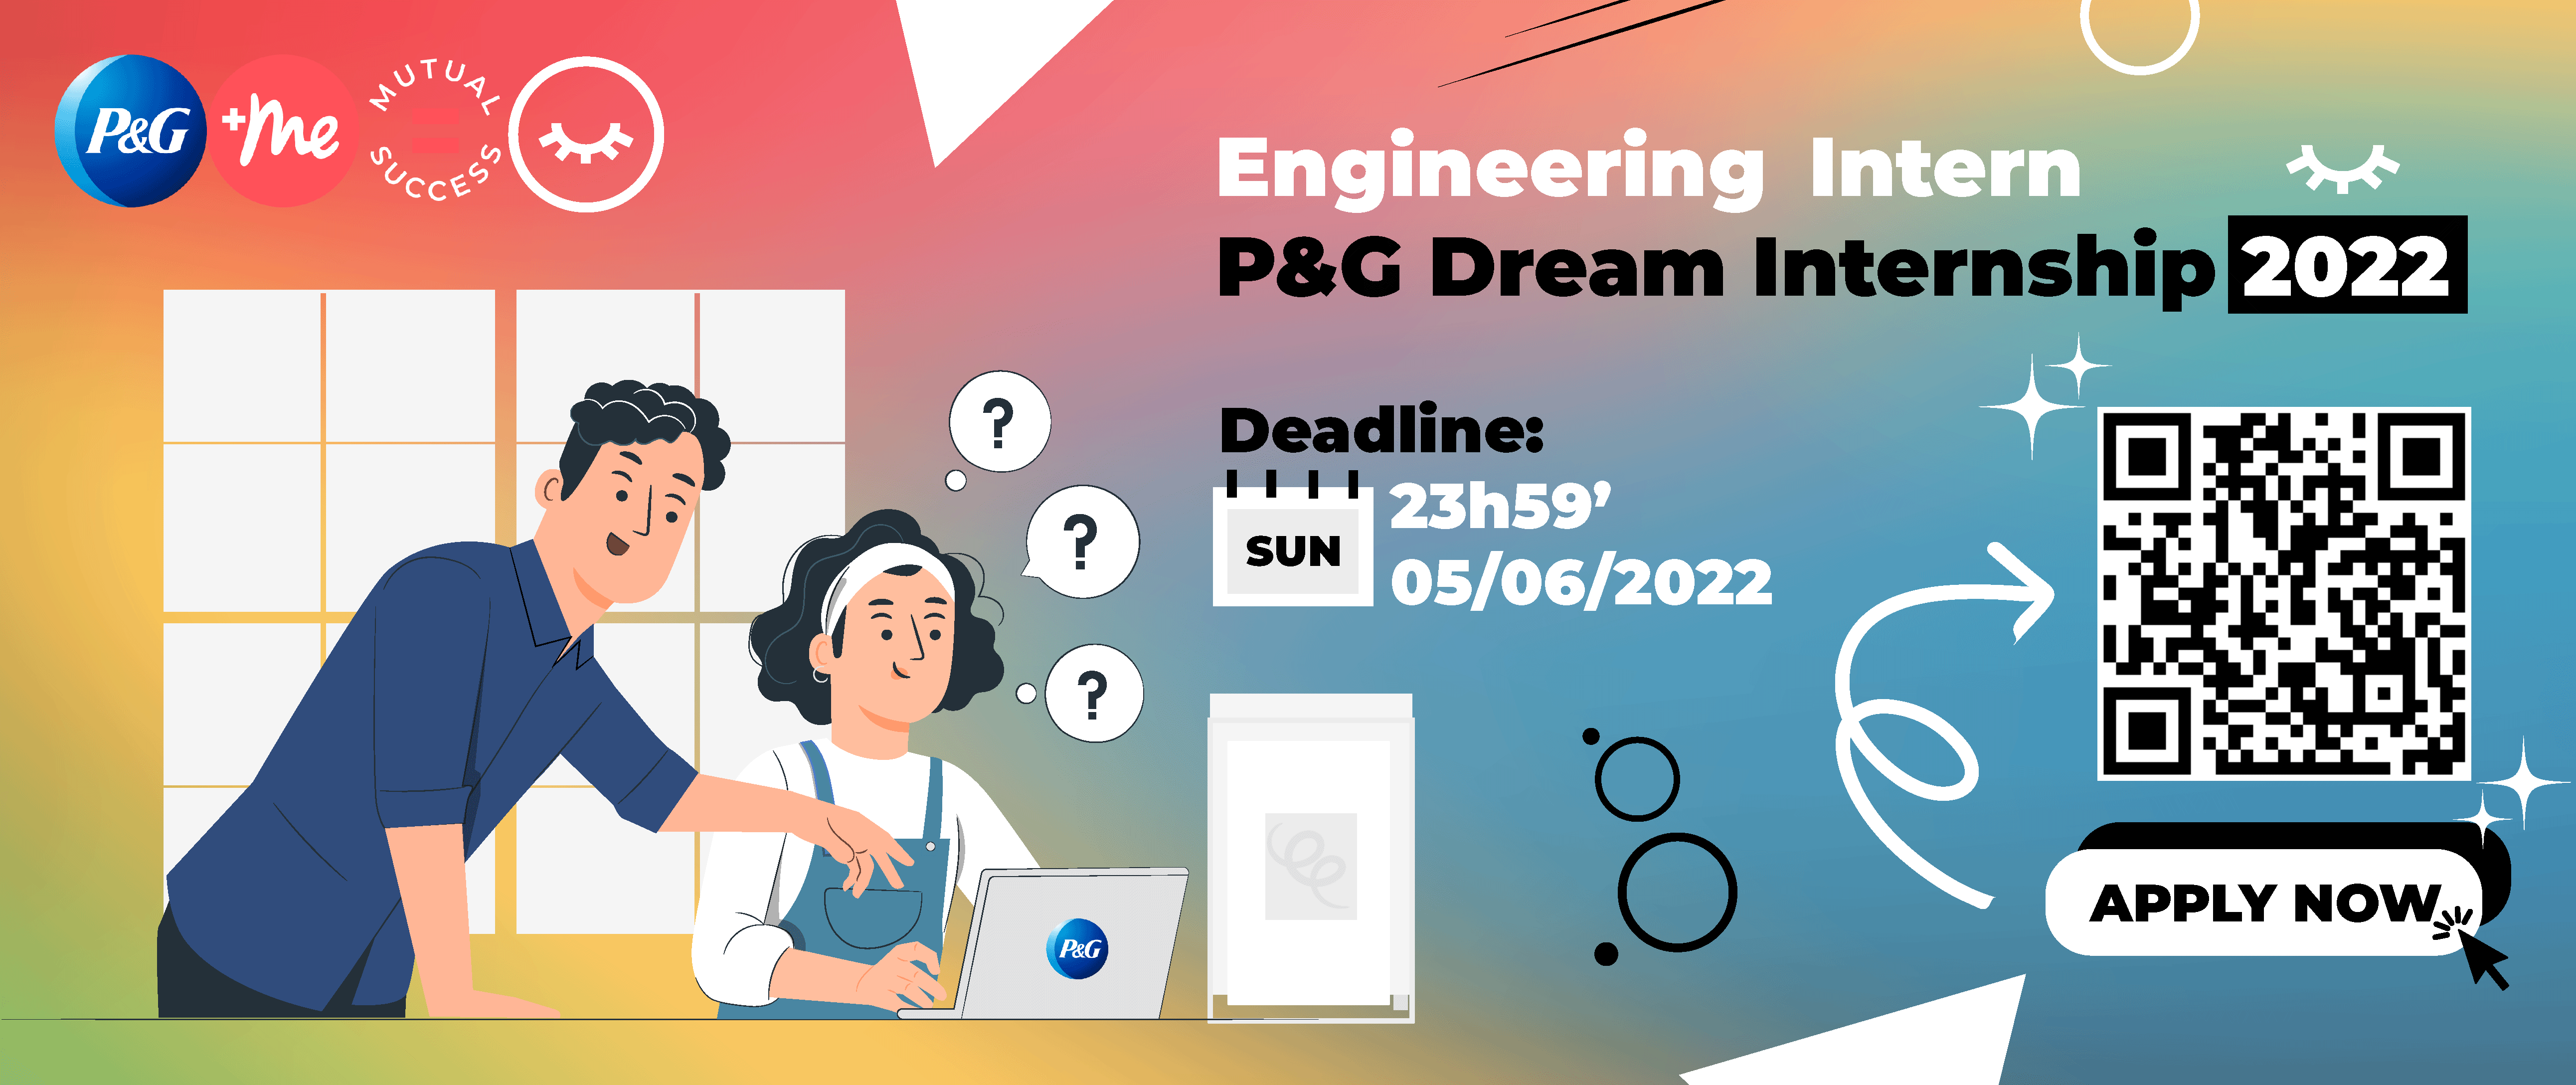 P&G
+me
MUTUAL
SUCCESS
Engineering Intern
P&G Dream Internship 2022
Deadline:
SUN
23h59’
05/06/2022
?
?
?
P&G
APPLY NOW